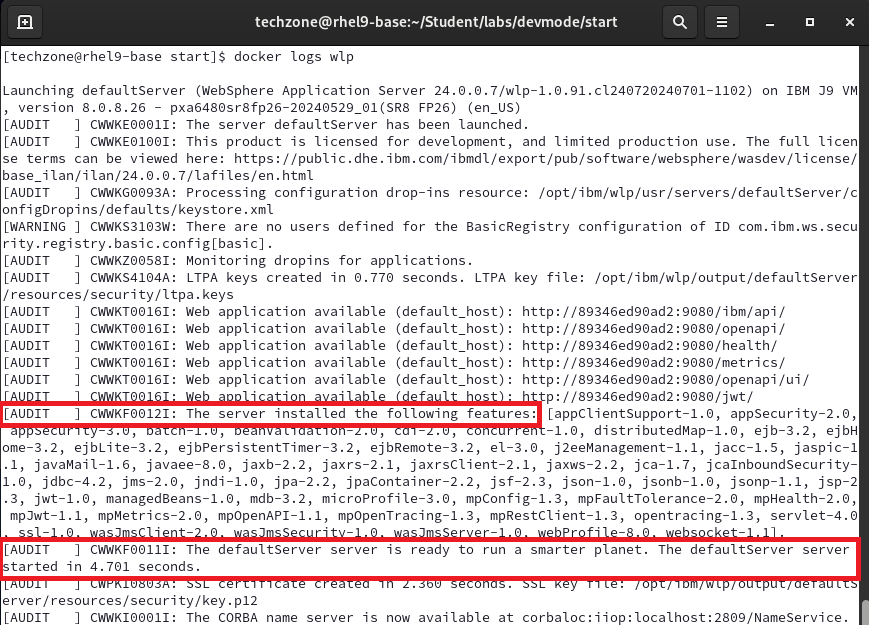 techzone@rhel9-base:~/Student/labs/devmode/start
[techzone@rhel9-base start]$ docker logs wlp
Launching defaultServer (WebSphere Application Server 24.0.0.7/wlp-1.0.91.cl240720240701-1102) on IBM J9 VM
, version 8.0.8.26 - pxa6480sr8fp26-20240529_01(SR8 FP26) (en_US)
[AUDIT   ] CWWKE0001I: The server defaultServer has been launched.
[AUDIT   ] CWWKE0100I: This product is licensed for development, and limited production use. The full licen
se terms can be viewed here: https://public.dhe.ibm.com/ibmdl/export/pub/software/websphere/wasdev/license/
base_ilan/ilan/24.0.0.7/lafiles/en.html
[AUDIT   ] CWWKG0093A: Processing configuration drop-ins resource: /opt/ibm/wlp/usr/servers/defaultServer/c
onfigDropins/defaults/keystore.xml
[WARNING ] CWWKS3103W: There are no users defined for the BasicRegistry configuration of ID com.ibm.ws.secu
rity.registry.basic.config[basic].
[AUDIT   ] CWWKZ0058I: Monitoring dropins for applications.
[AUDIT   ] CWWKS4104A: LTPA keys created in 0.770 seconds. LTPA key file: /opt/ibm/wlp/output/defaultServer
/resources/security/ltpa.keys
[AUDIT   ] CWWKT0016I: Web application available (default_host): http://89346ed90ad2:9080/ibm/api/
[AUDIT   ] CWWKT0016I: Web application available (default_host): http://89346ed90ad2:9080/openapi/
[AUDIT   ] CWWKT0016I: Web application available (default_host): http://89346ed90ad2:9080/health/
[AUDIT   ] CWWKT0016I: Web application available (default_host): http://89346ed90ad2:9080/metrics/
[AUDIT   ] CWWKT0016I: Web application available (default_host): http://89346ed90ad2:9080/openapi/ui/
[AUDIT   ] CWWKT0016I: Web application available (default_host): http://89346ed90ad2:9080/jwt/
[AUDIT   ] CWWKF0012I: The server installed the following features: [appClientSupport-1.0, appSecurity-2.0,
appSecurity-3.0, batch-1.0, beanValidation-2.0, cdi-2.0, concurrent-1.0, distributedMap-1.0, ejb-3.2, ejbH
ome-3.2, ejbLite-3.2, ejbPersistentTimer-3.2, ejbRemote-3.2, el-3.0, j2eeManagement-1.1, jacc-1.5, jaspic-1
.1, javaMail-1.6, javaee-8.0, jaxb-2.2, jaxrs-2.1, jaxrsClient-2.1, jaxws-2.2, jca-1.7, jcaInboundSecurity-
1.0, jdbc-4.2, jms-2.0, jndi-1.0, jpa-2.2, jpaContainer-2.2, jsf-2.3, json-1.0, jsonb-1.0, jsonp-1.1, jsp-2
.3, jwt-1.0, managedBeans-1.0, mdb-3.2, microProfile-3.0, mpConfig-1.3, mpFaultTolerance-2.0, mpHealth-2.0,
mpJwt-1.1, mpMetrics-2.0, mpOpenAPI-1.1, mpOpenTracing-1.3, mpRestClient-1.3, opentracing-1.3, servlet-4.0
, ssl-1.0, wasJmsClient-2.0, wasJmsSecurity-1.0, wasJmsServer-1.0, webProfile-8.0, websocket-1.1].
[AUDIT   ] CWWKF0011I: The defaultServer server is ready to run a smarter planet. The defaultServer server
started in 4.701 seconds.
[AUDIT   ] CWPKI0803A: SSL certificate created in 2.360 seconds. SSL key file: /opt/ibm/wlp/output/defaultS
erver/resources/security/key.p12
[AUDIT   ] CWWKI0001I: The CORBA name server is now available at corbaloc:iiop:localhost:2809/NameService.